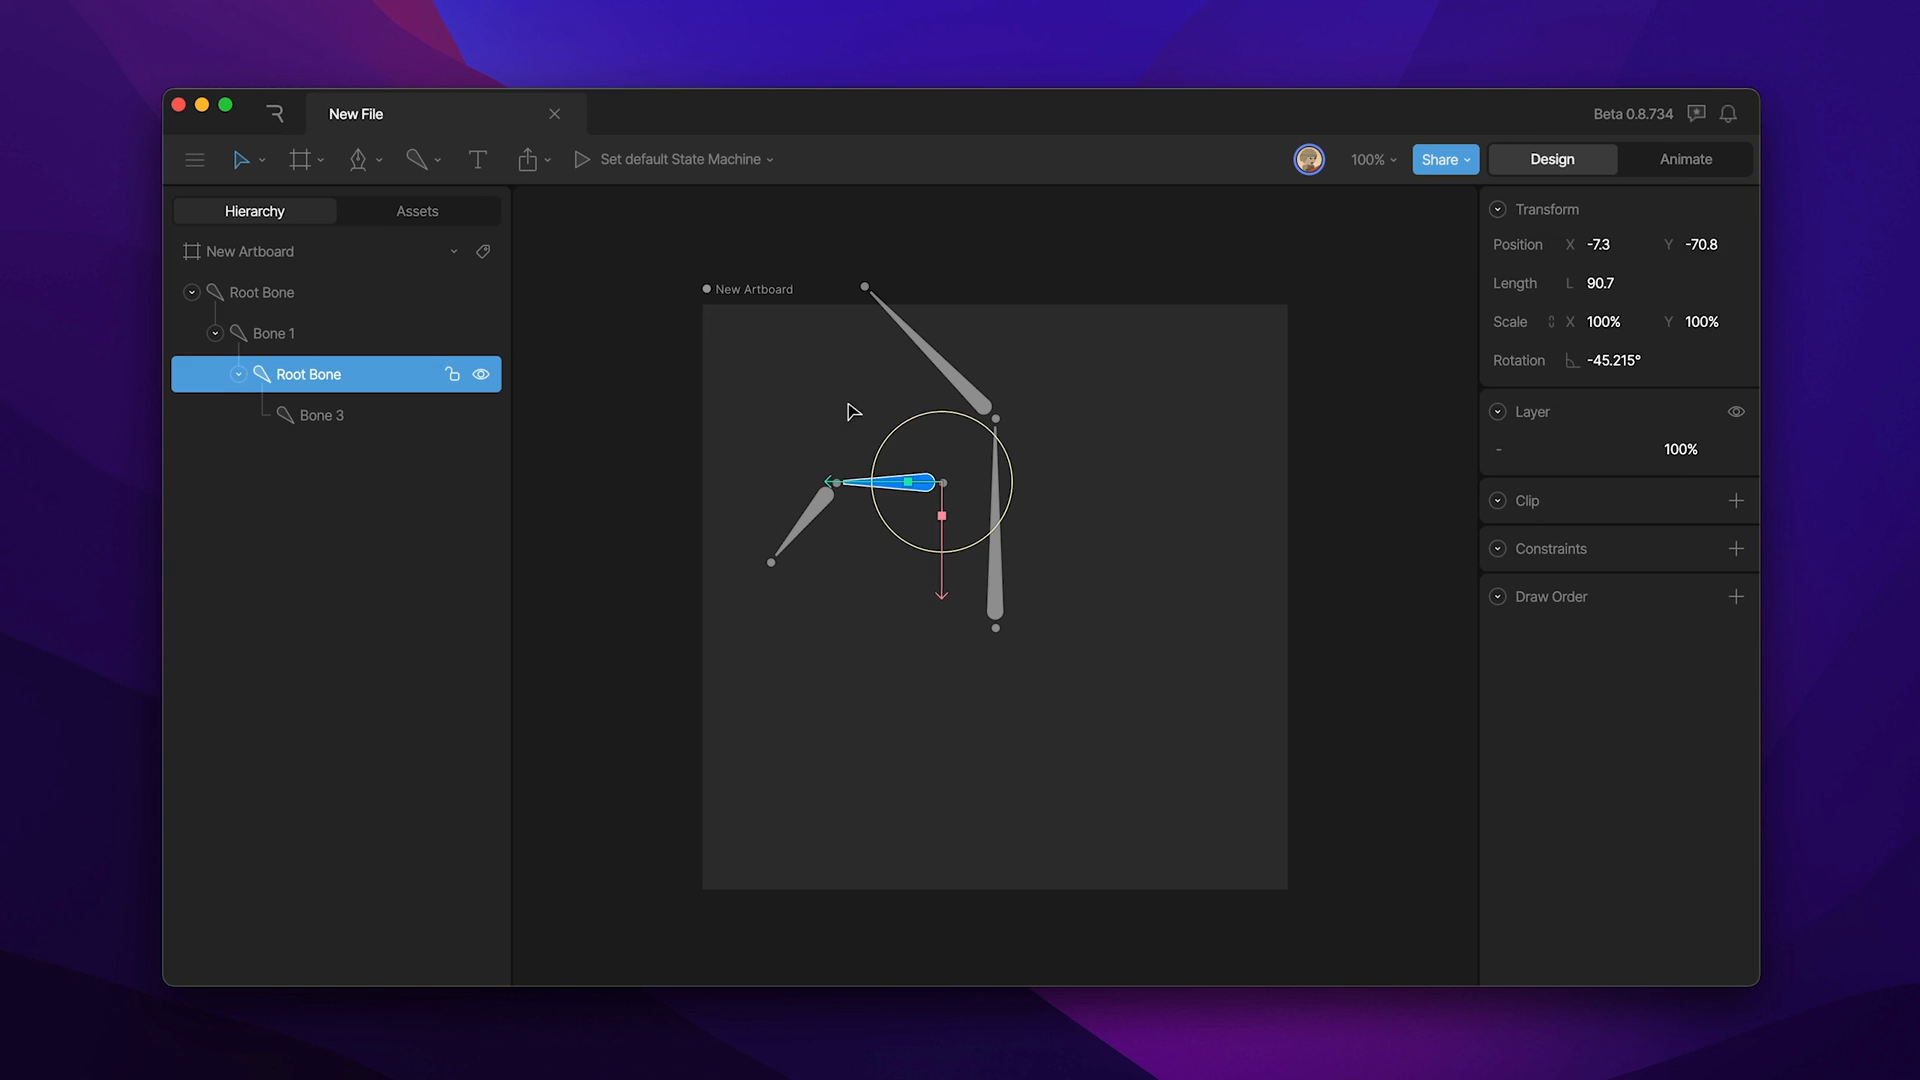 New File
Beta 0.8.734
Set default State Machine
100%
Share
Design
Animate
Hierarchy
Assets
New Artboard
Root Bone
Bone 1
Root Bone
Bone 3
New Artboard
Transform
Position X -7.3 Y -70.8
Length L 90.7
Scale X 100% Y 100%
Rotation -45.215°
Layer
- 100%
Clip
Constraints
Draw Order